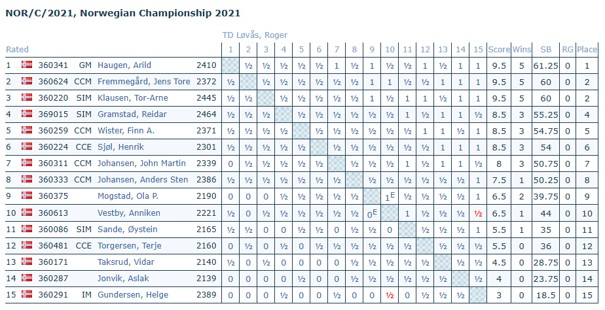 NOR/C/2021, Norwegian Championship 2021
TD Løvås, Roger
Rated 1 2 3 4 5 6 7 8 9 10 11 12 13 14 15 Score Wins SB RG Place
1 360341 GM Haugen, Arild 2410 ½ ½ ½ ½ ½ 1 ½ 1 ½ ½ 1 ½ 1 1 9.5 5 61.25 0 1
2 360624 CCM Fremmegård, Jens Tore 2372 ½ ½ ½ ½ ½ ½ ½ 1 1 ½ ½ 1 1 1 9.5 5 60 0 2
3 360220 SIM Klausen, Tor-Arne 2445 ½ ½ ½ ½ ½ ½ ½ 1 ½ 1 1 ½ 1 1 9.5 5 60 0 2
4 369015 SIM Gramstad, Reidar 2464 ½ ½ ½ ½ ½ ½ ½ ½ ½ 1 ½ 1 1 ½ 8.5 3 55.25 0 4
5 360259 CCM Wister, Finn A. 2371 ½ ½ ½ ½ ½ ½ ½ ½ ½ ½ 1 1 ½ 1 8.5 3 54.75 0 5
6 360224 CCE Sjøl, Henrik 2301 ½ ½ ½ ½ ½ ½ ½ ½ ½ 1 ½ ½ 1 1 8.5 3 54 0 6
7 360311 CCM Johansen, John Martin 2339 0 ½ ½ ½ ½ ½ ½ ½ ½ ½ 1 ½ 1 1 8 3 50.75 0 7
8 360333 CCM Johansen, Anders Sten 2386 ½ ½ ½ ½ ½ ½ ½ ½ ½ ½ ½ 1 ½ ½ 7.5 1 50.25 0 8
9 360375 Mogstad, Ola P. 2190 0 0 0 ½ ½ ½ ½ ½ 1E ½ ½ ½ ½ 1 6.5 2 39.75 0 9
10 360613 Vestby, Anniken 2221 ½ 0 ½ ½ ½ ½ ½ ½ 0E 1 ½ ½ ½ ½ 6.5 1 44 0 10
11 360086 SIM Sande, Øystein 2165 ½ ½ 0 0 ½ 0 ½ ½ ½ 0 ½ ½ ½ 1 5.5 1 35 0 11
12 360481 CCE Torgersen, Terje 2160 0 ½ 0 ½ 0 ½ 0 ½ ½ ½ ½ ½ ½ ½ 5.5 0 36 0 12
13 360171 Taksrud, Vidar 2140 ½ 0 ½ 0 0 ½ ½ 0 ½ ½ ½ ½ ½ ½ 4.5 0 28.75 0 13
14 360287 Jonvik, Aslak 2139 0 0 0 0 ½ 0 0 ½ ½ ½ ½ ½ ½ ½ 4 0 23.75 0 14
15 360291 IM Gundersen, Helge 2389 0 0 0 ½ 0 0 0 ½ 0 ½ 0 ½ ½ ½ 3 0 18.5 0 15